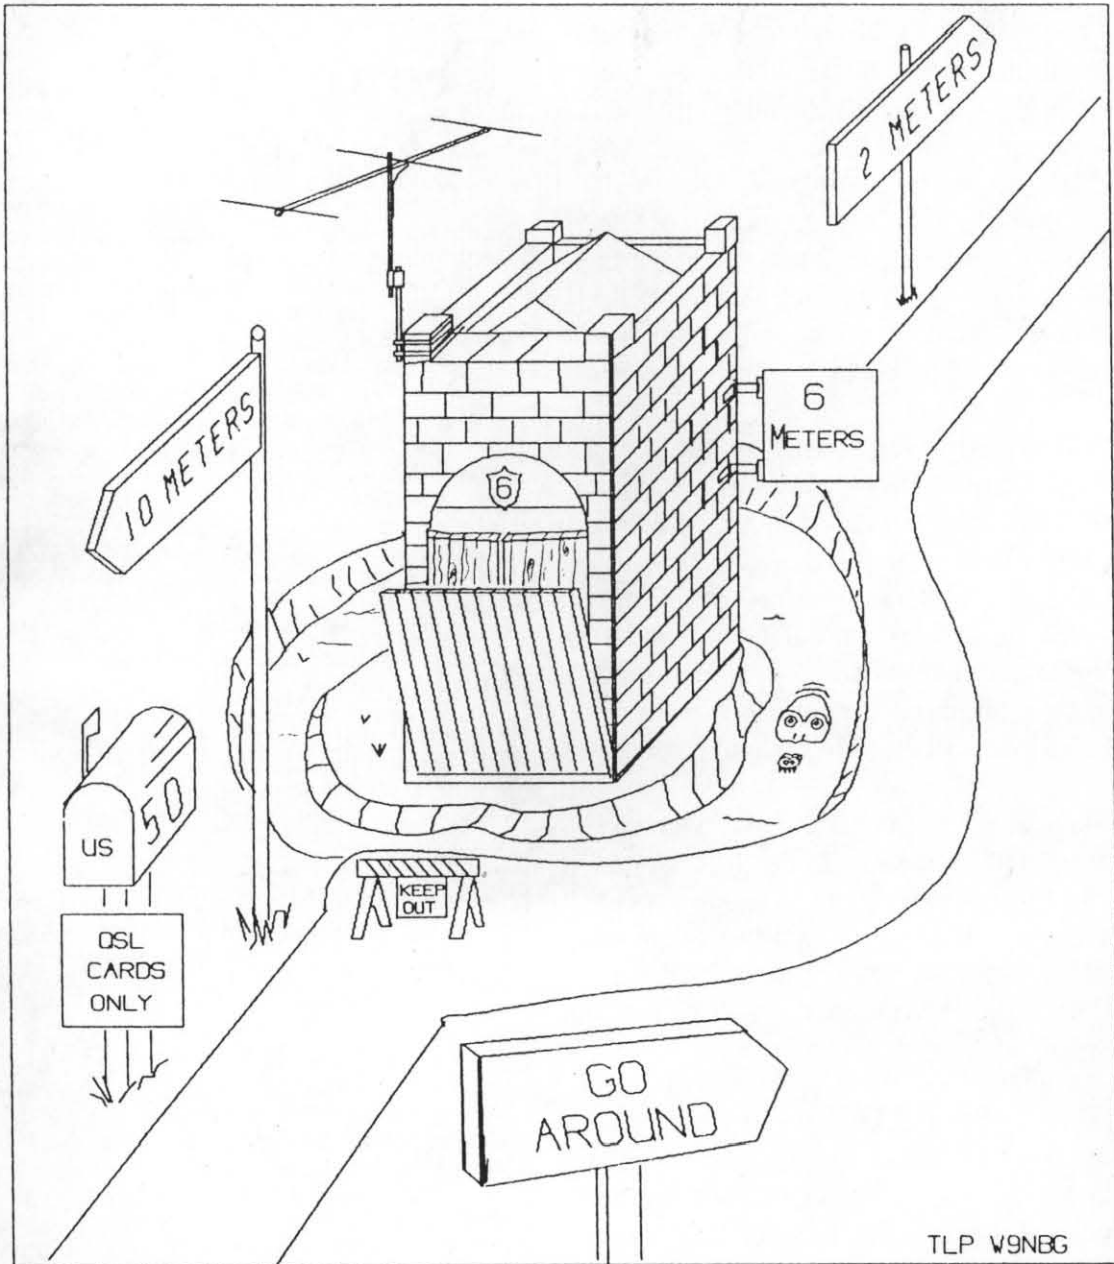 2 METERS
10 METERS
6
METERS
6
US
50
QSL
CARDS
ONLY
KEEP
OUT
GO
AROUND
TLP W9NBG